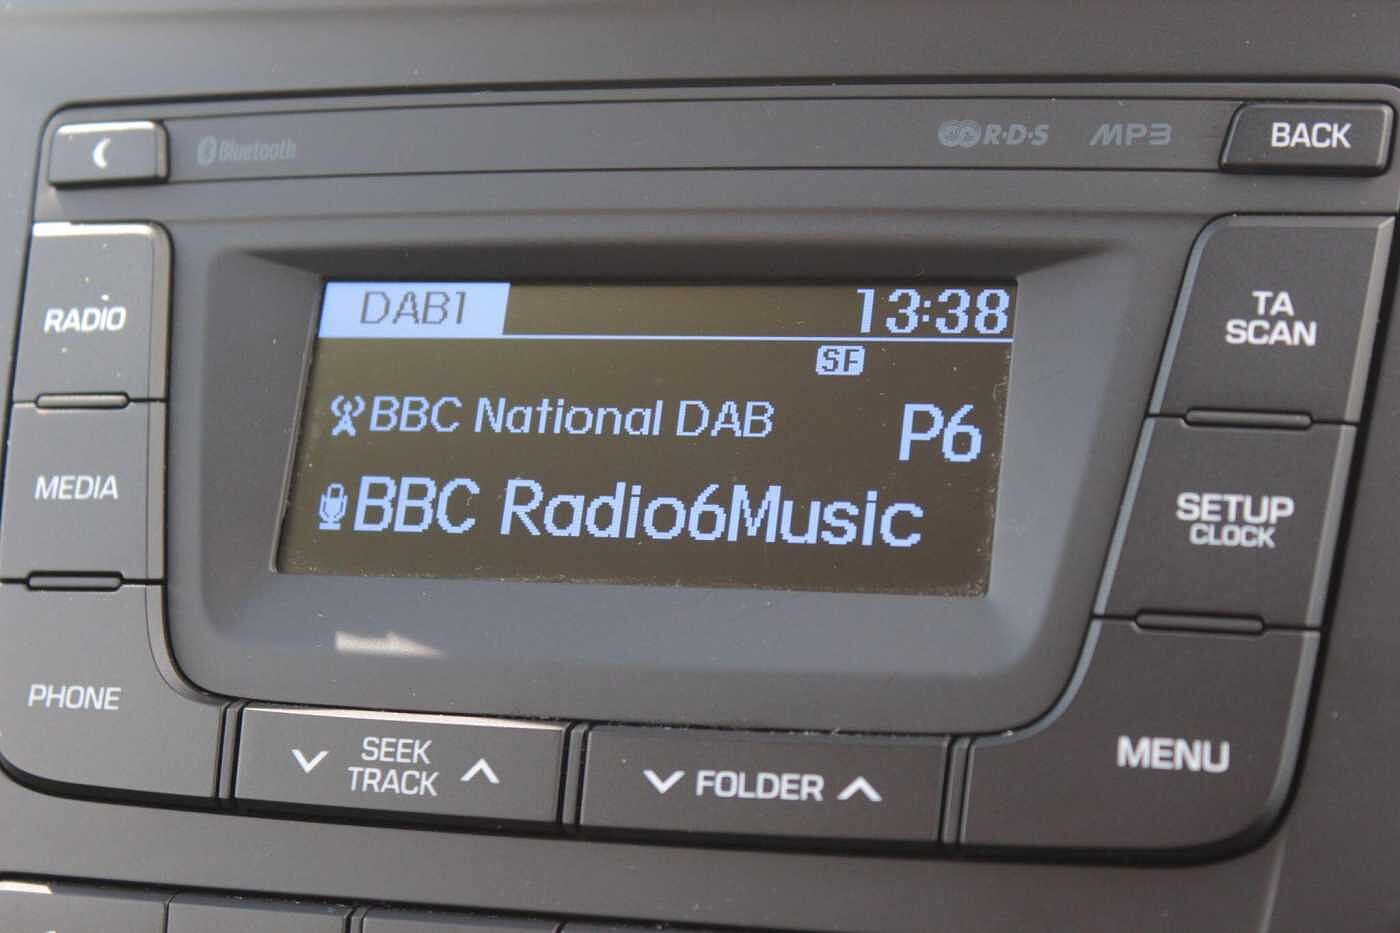 Bluetooth
R·D·S
MP3
BACK
RADIO
MEDIA
PHONE
DAB1
13:38
SF
BBC National DAB
P6
BBC Radio6Music
TA
SCAN
SETUP
CLOCK
MENU
SEEK
TRACK
FOLDER